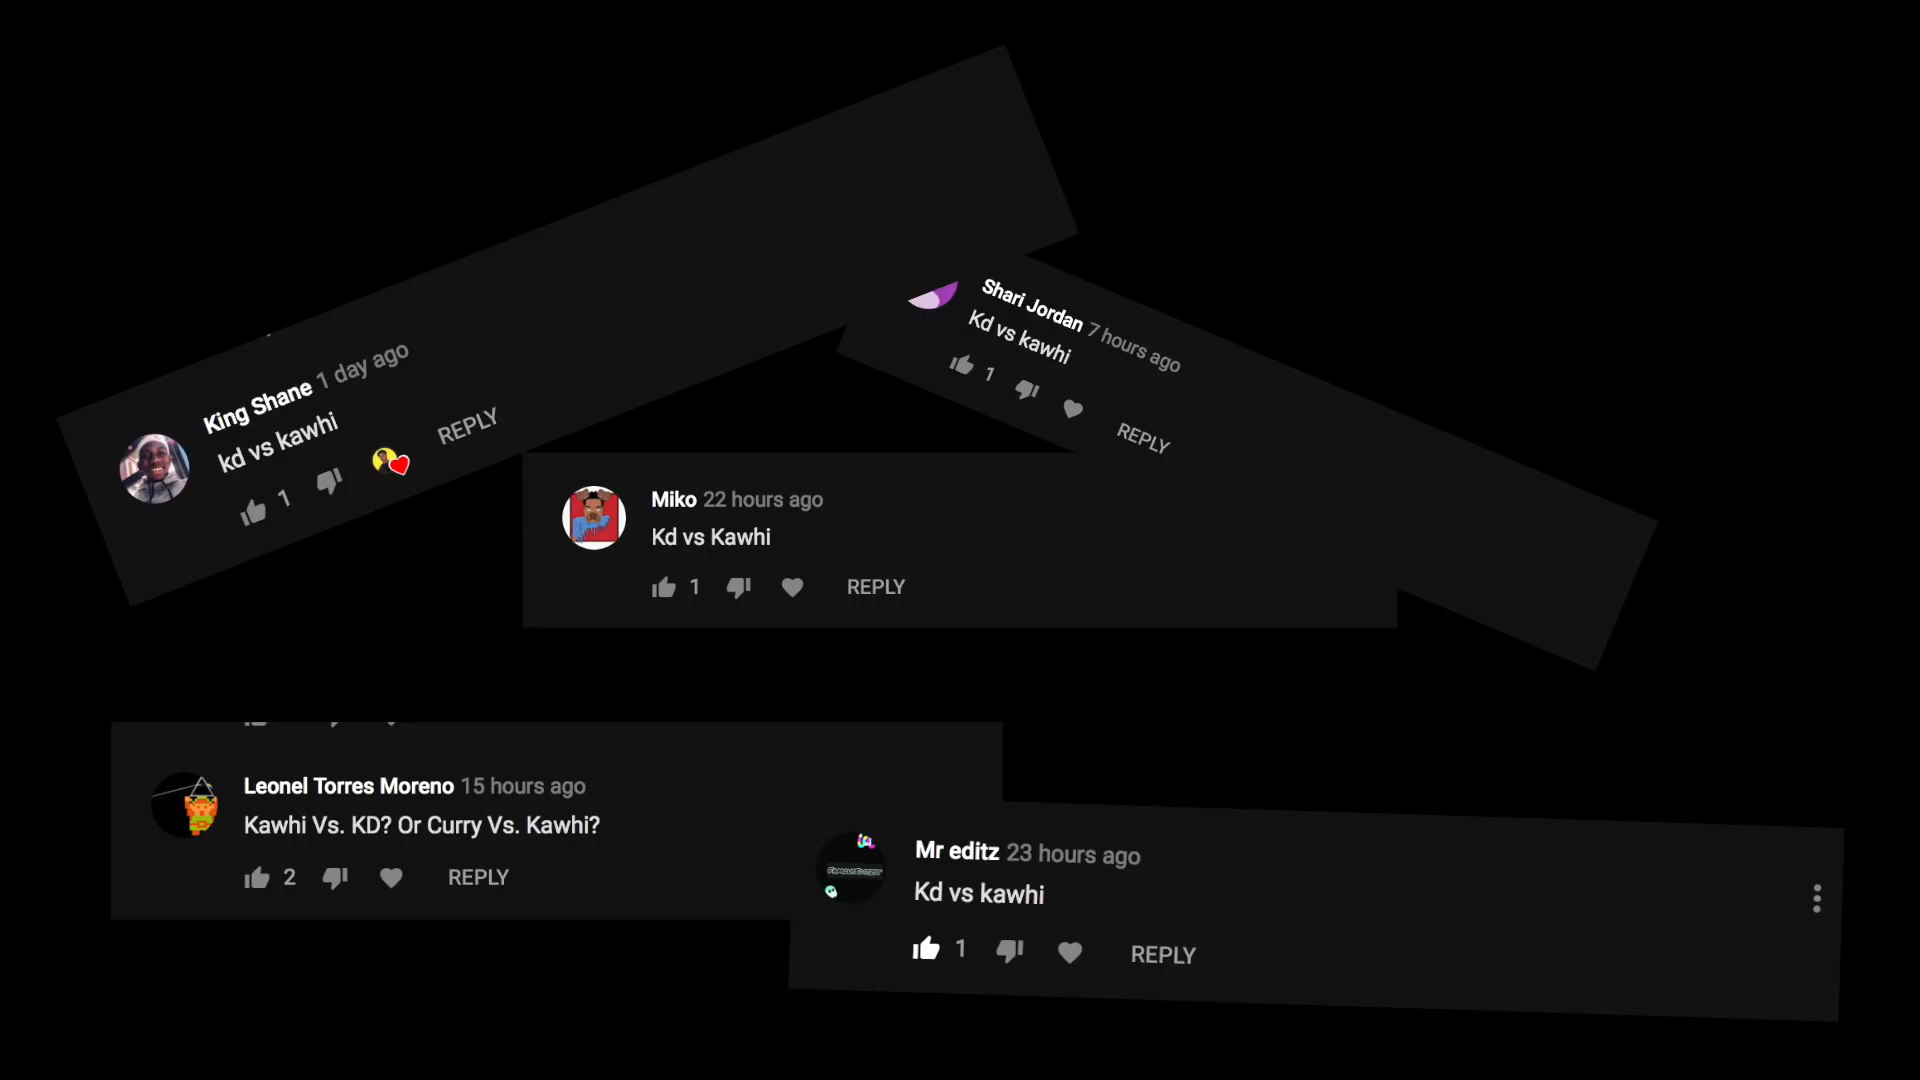 King Shane 1 day ago
kd vs kawhi
1 REPLY
Shari Jordan 7 hours ago
Kd vs kawhi
1 REPLY
Miko 22 hours ago
Kd vs Kawhi
1 REPLY
Leonel Torres Moreno 15 hours ago
Kawhi Vs. KD? Or Curry Vs. Kawhi?
2 REPLY
Mr editz 23 hours ago
Kd vs kawhi
1 REPLY